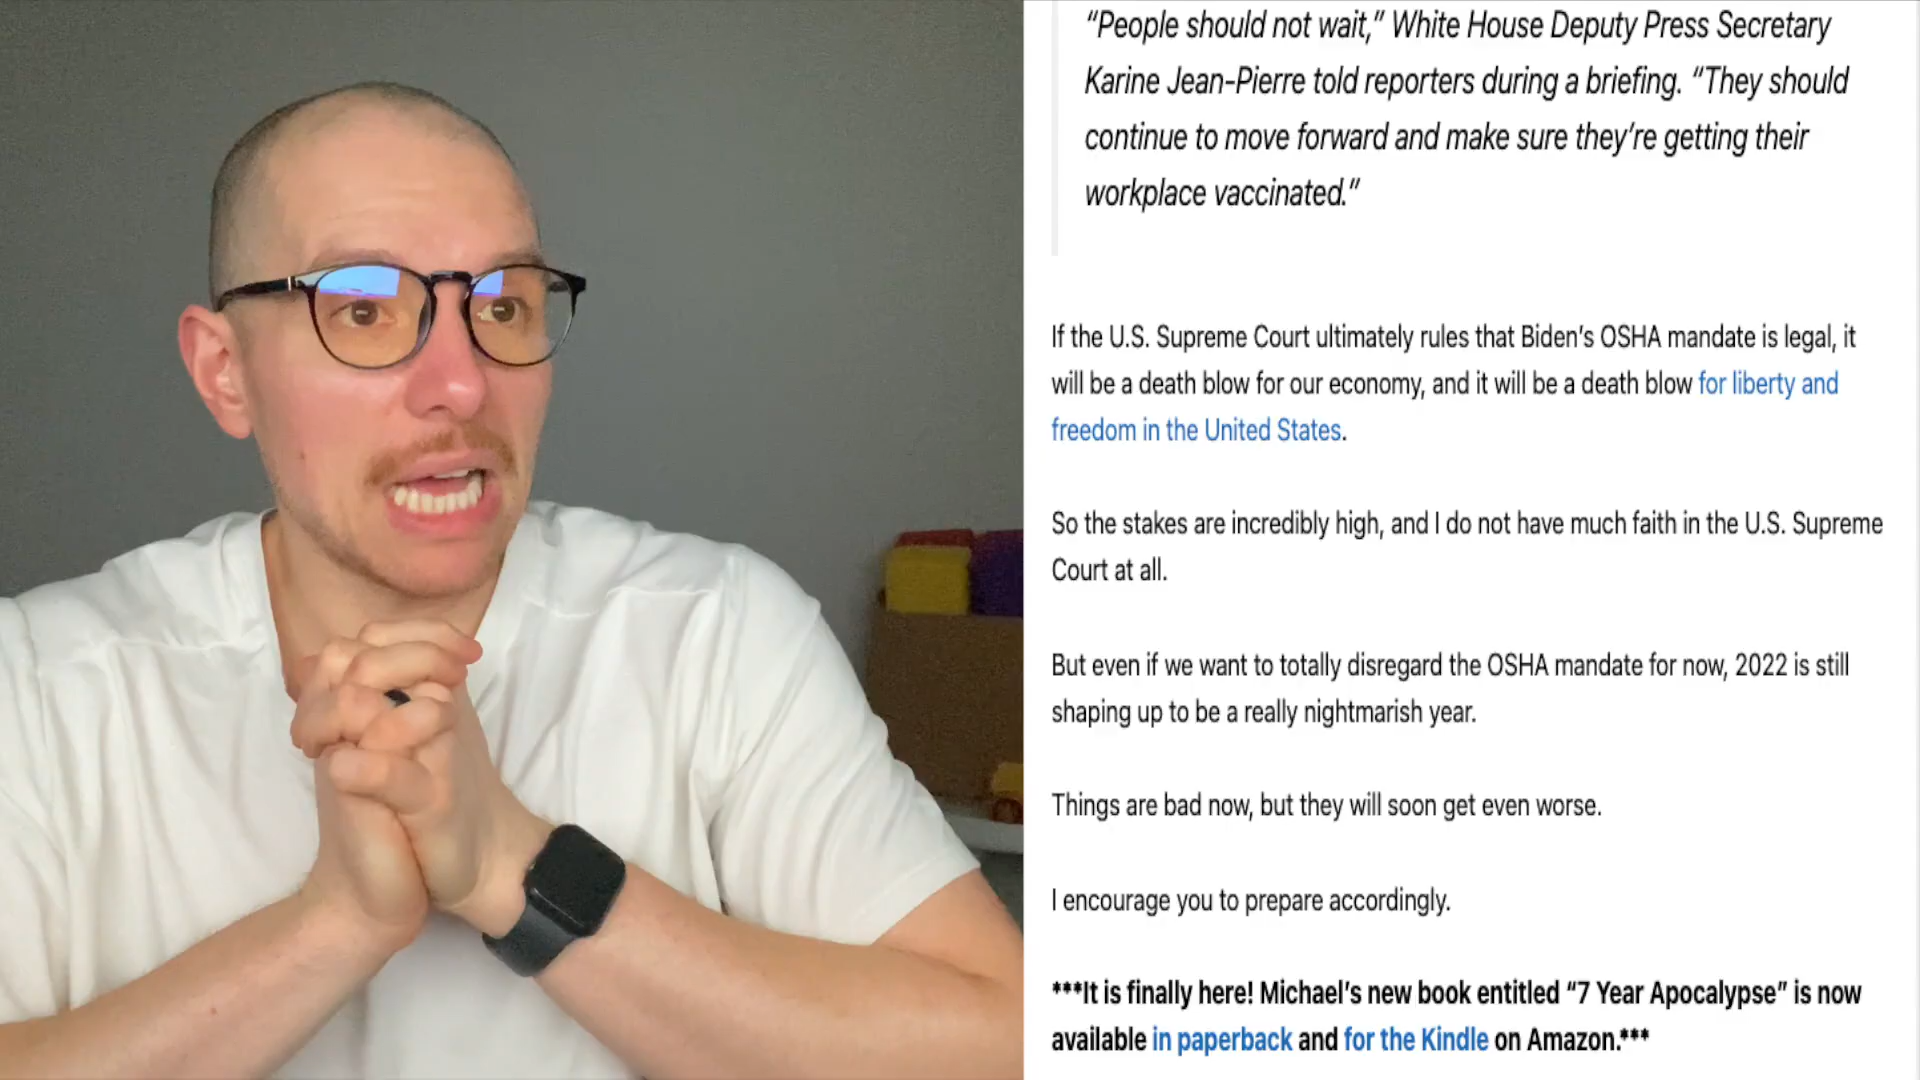 “People should not wait,” White House Deputy Press Secretary
Karine Jean-Pierre told reporters during a briefing. “They should
continue to move forward and make sure they’re getting their
workplace vaccinated.”
If the U.S. Supreme Court ultimately rules that Biden’s OSHA mandate is legal, it
will be a death blow for our economy, and it will be a death blow for liberty and
freedom in the United States.
So the stakes are incredibly high, and I do not have much faith in the U.S. Supreme
Court at all.
But even if we want to totally disregard the OSHA mandate for now, 2022 is still
shaping up to be a really nightmarish year.
Things are bad now, but they will soon get even worse.
I encourage you to prepare accordingly.
***It is finally here! Michael’s new book entitled “7 Year Apocalypse” is now
available in paperback and for the Kindle on Amazon.***